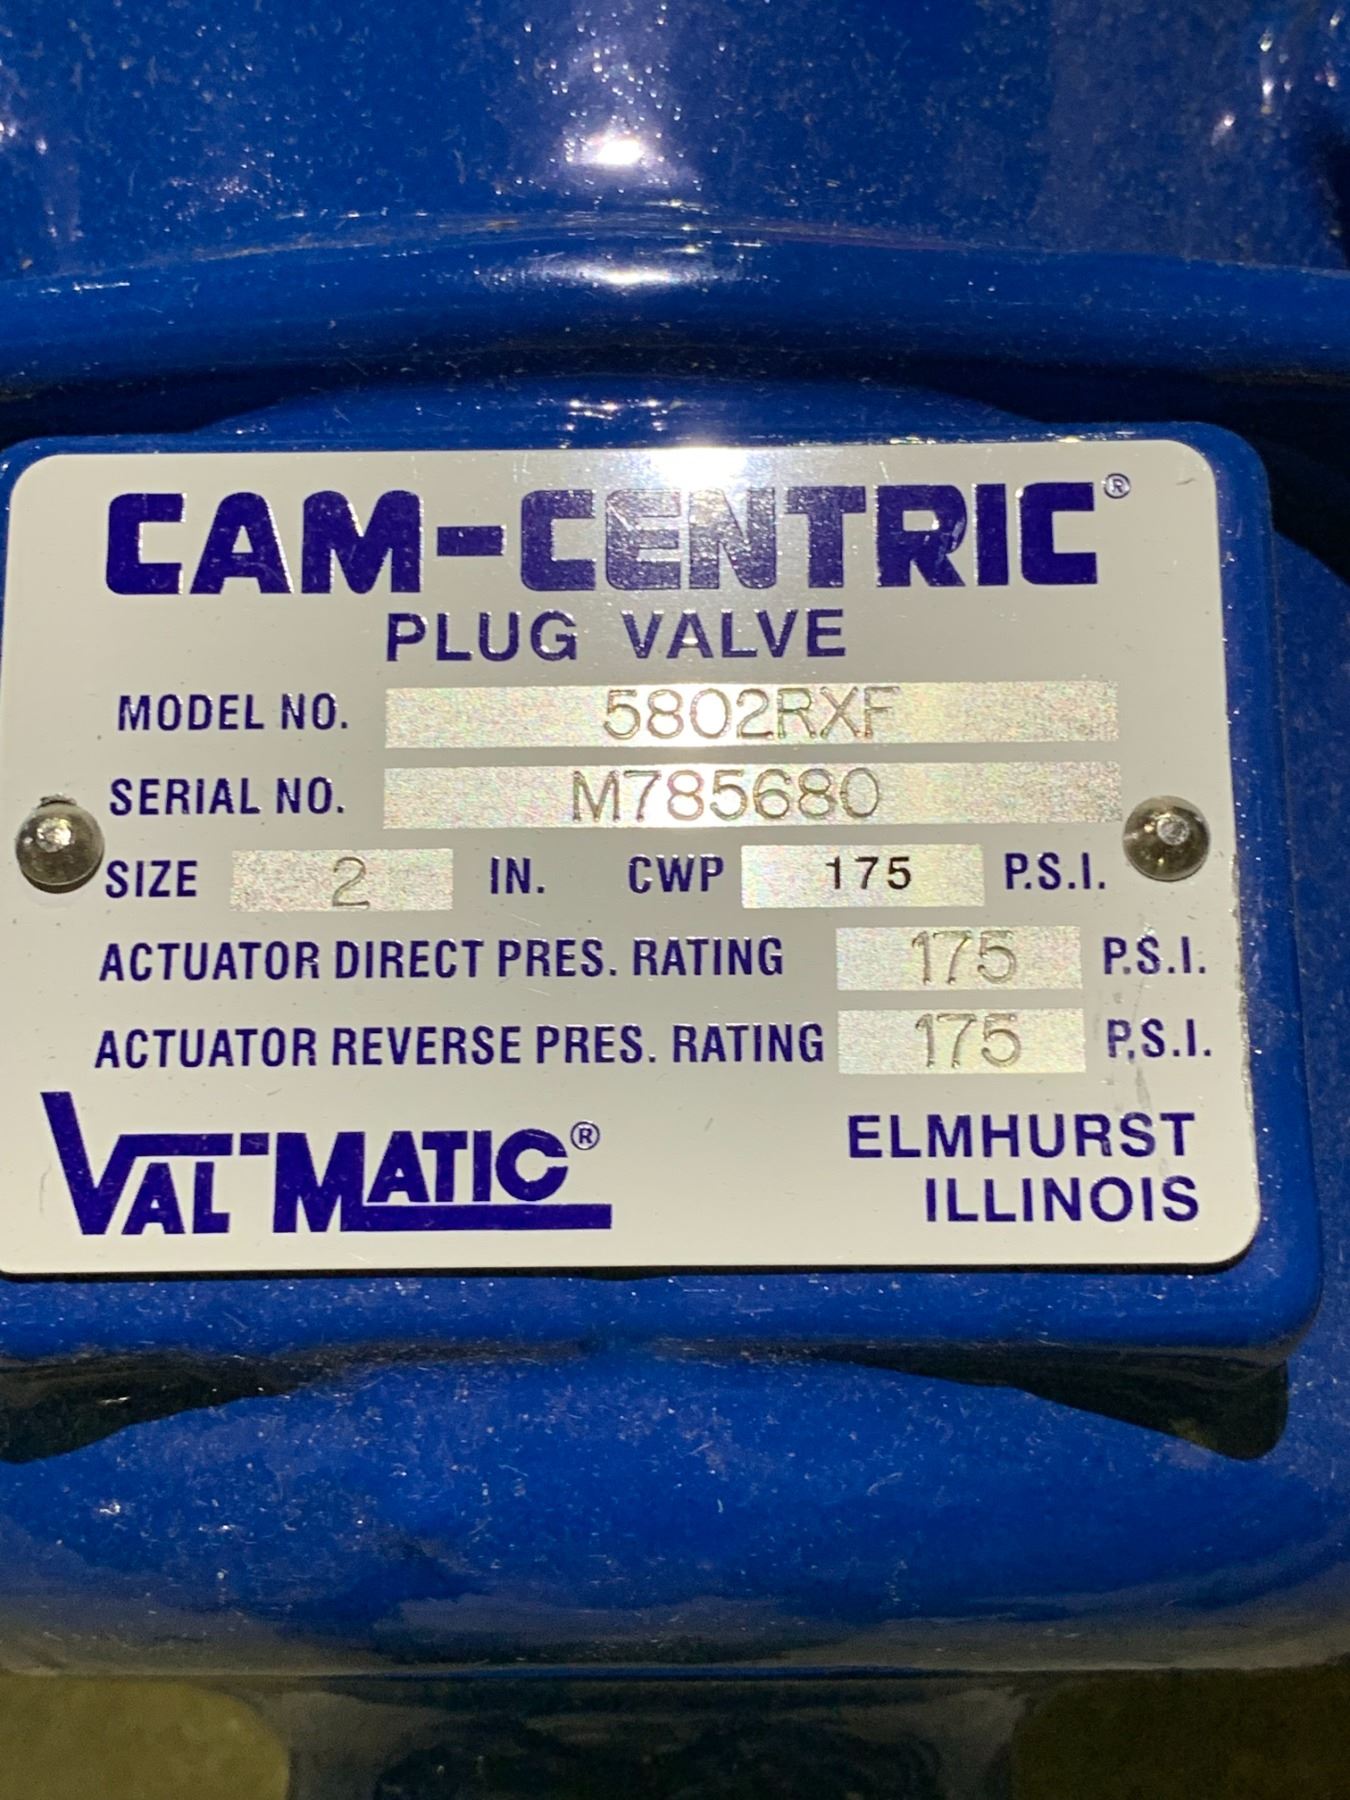 CAM-CENTRIC®
PLUG VALVE
MODEL NO. 5802RXF
SERIAL NO. M785680
SIZE 2 IN. CWP 175 P.S.I.
ACTUATOR DIRECT PRES. RATING 175 P.S.I.
ACTUATOR REVERSE PRES. RATING 175 P.S.I.
VAL-MATIC® ELMHURST
ILLINOIS